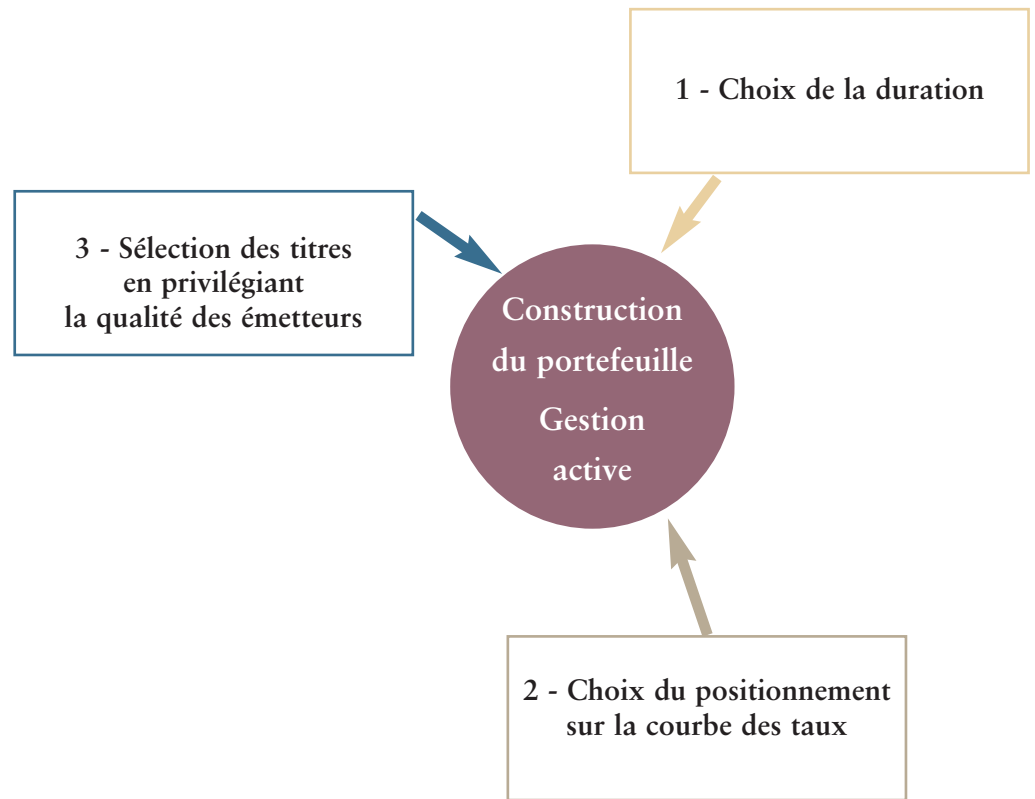 1 - Choix de la duration
3 - Sélection des titres
en privilégiant
la qualité des émetteurs
Construction
du portefeuille
Gestion
active
2 - Choix du positionnement
sur la courbe des taux